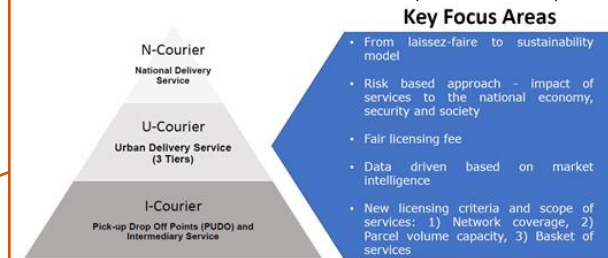 Key Focus Areas
N-Courier
National Delivery
Service
U-Courier
Urban Delivery Service
(3 Tiers)
I-Courier
Pick-up Drop Off Points (PUDO) and
Intermediary Service
• From laissez-faire to sustainability
model
• Risk based approach - impact of
services to the national economy,
security and society
• Fair licensing fee
• Data driven based on market
intelligence
• New licensing criteria and scope of
services: 1) Network coverage, 2)
Parcel volume capacity, 3) Basket of
services